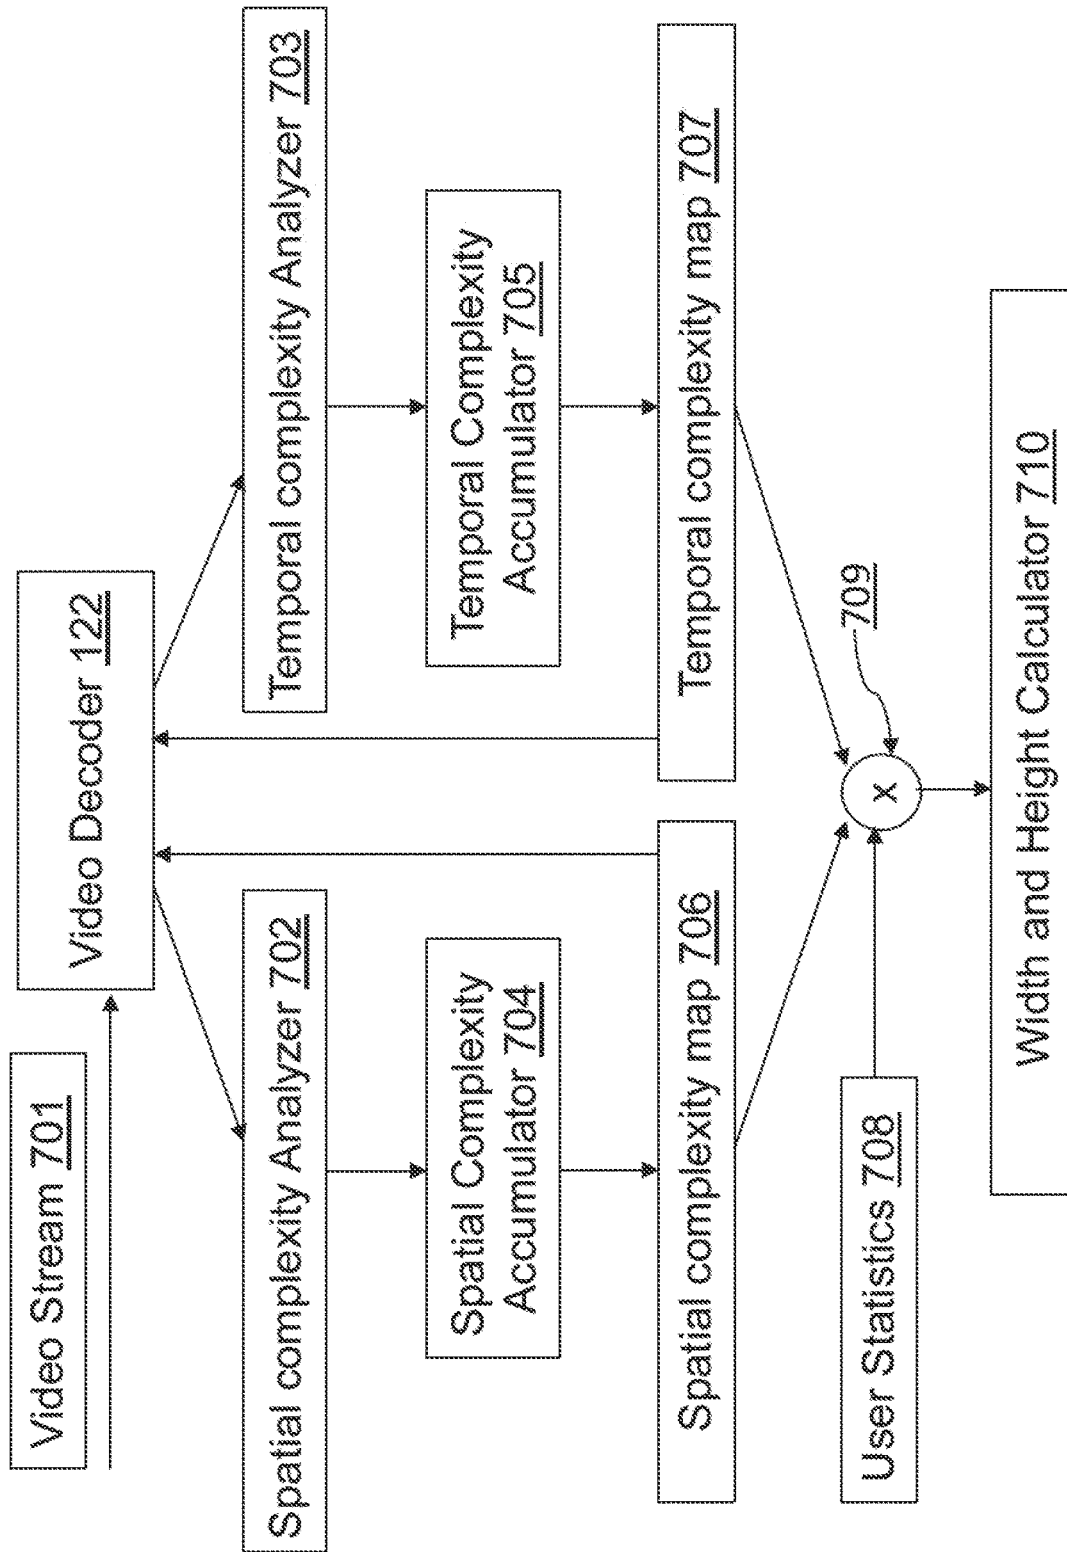 Video Stream 701
Video Decoder 122
Spatial complexity Analyzer 702
Temporal complexity Analyzer 703
Spatial Complexity
Accumulator 704
Temporal Complexity
Accumulator 705
Spatial complexity map 706
Temporal complexity map 707
User Statistics 708
X
709
Width and Height Calculator 710